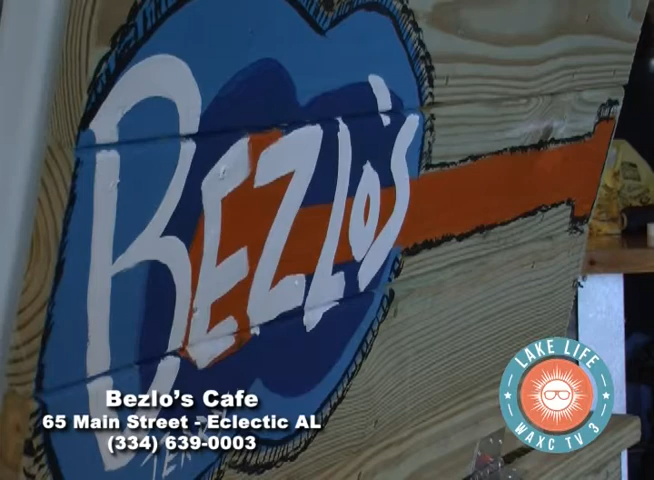 BEZlo's
Bezlo's Cafe
65 Main Street - Eclectic AL
(334) 639-0003
LAKE LIFE
WAXC TV 3